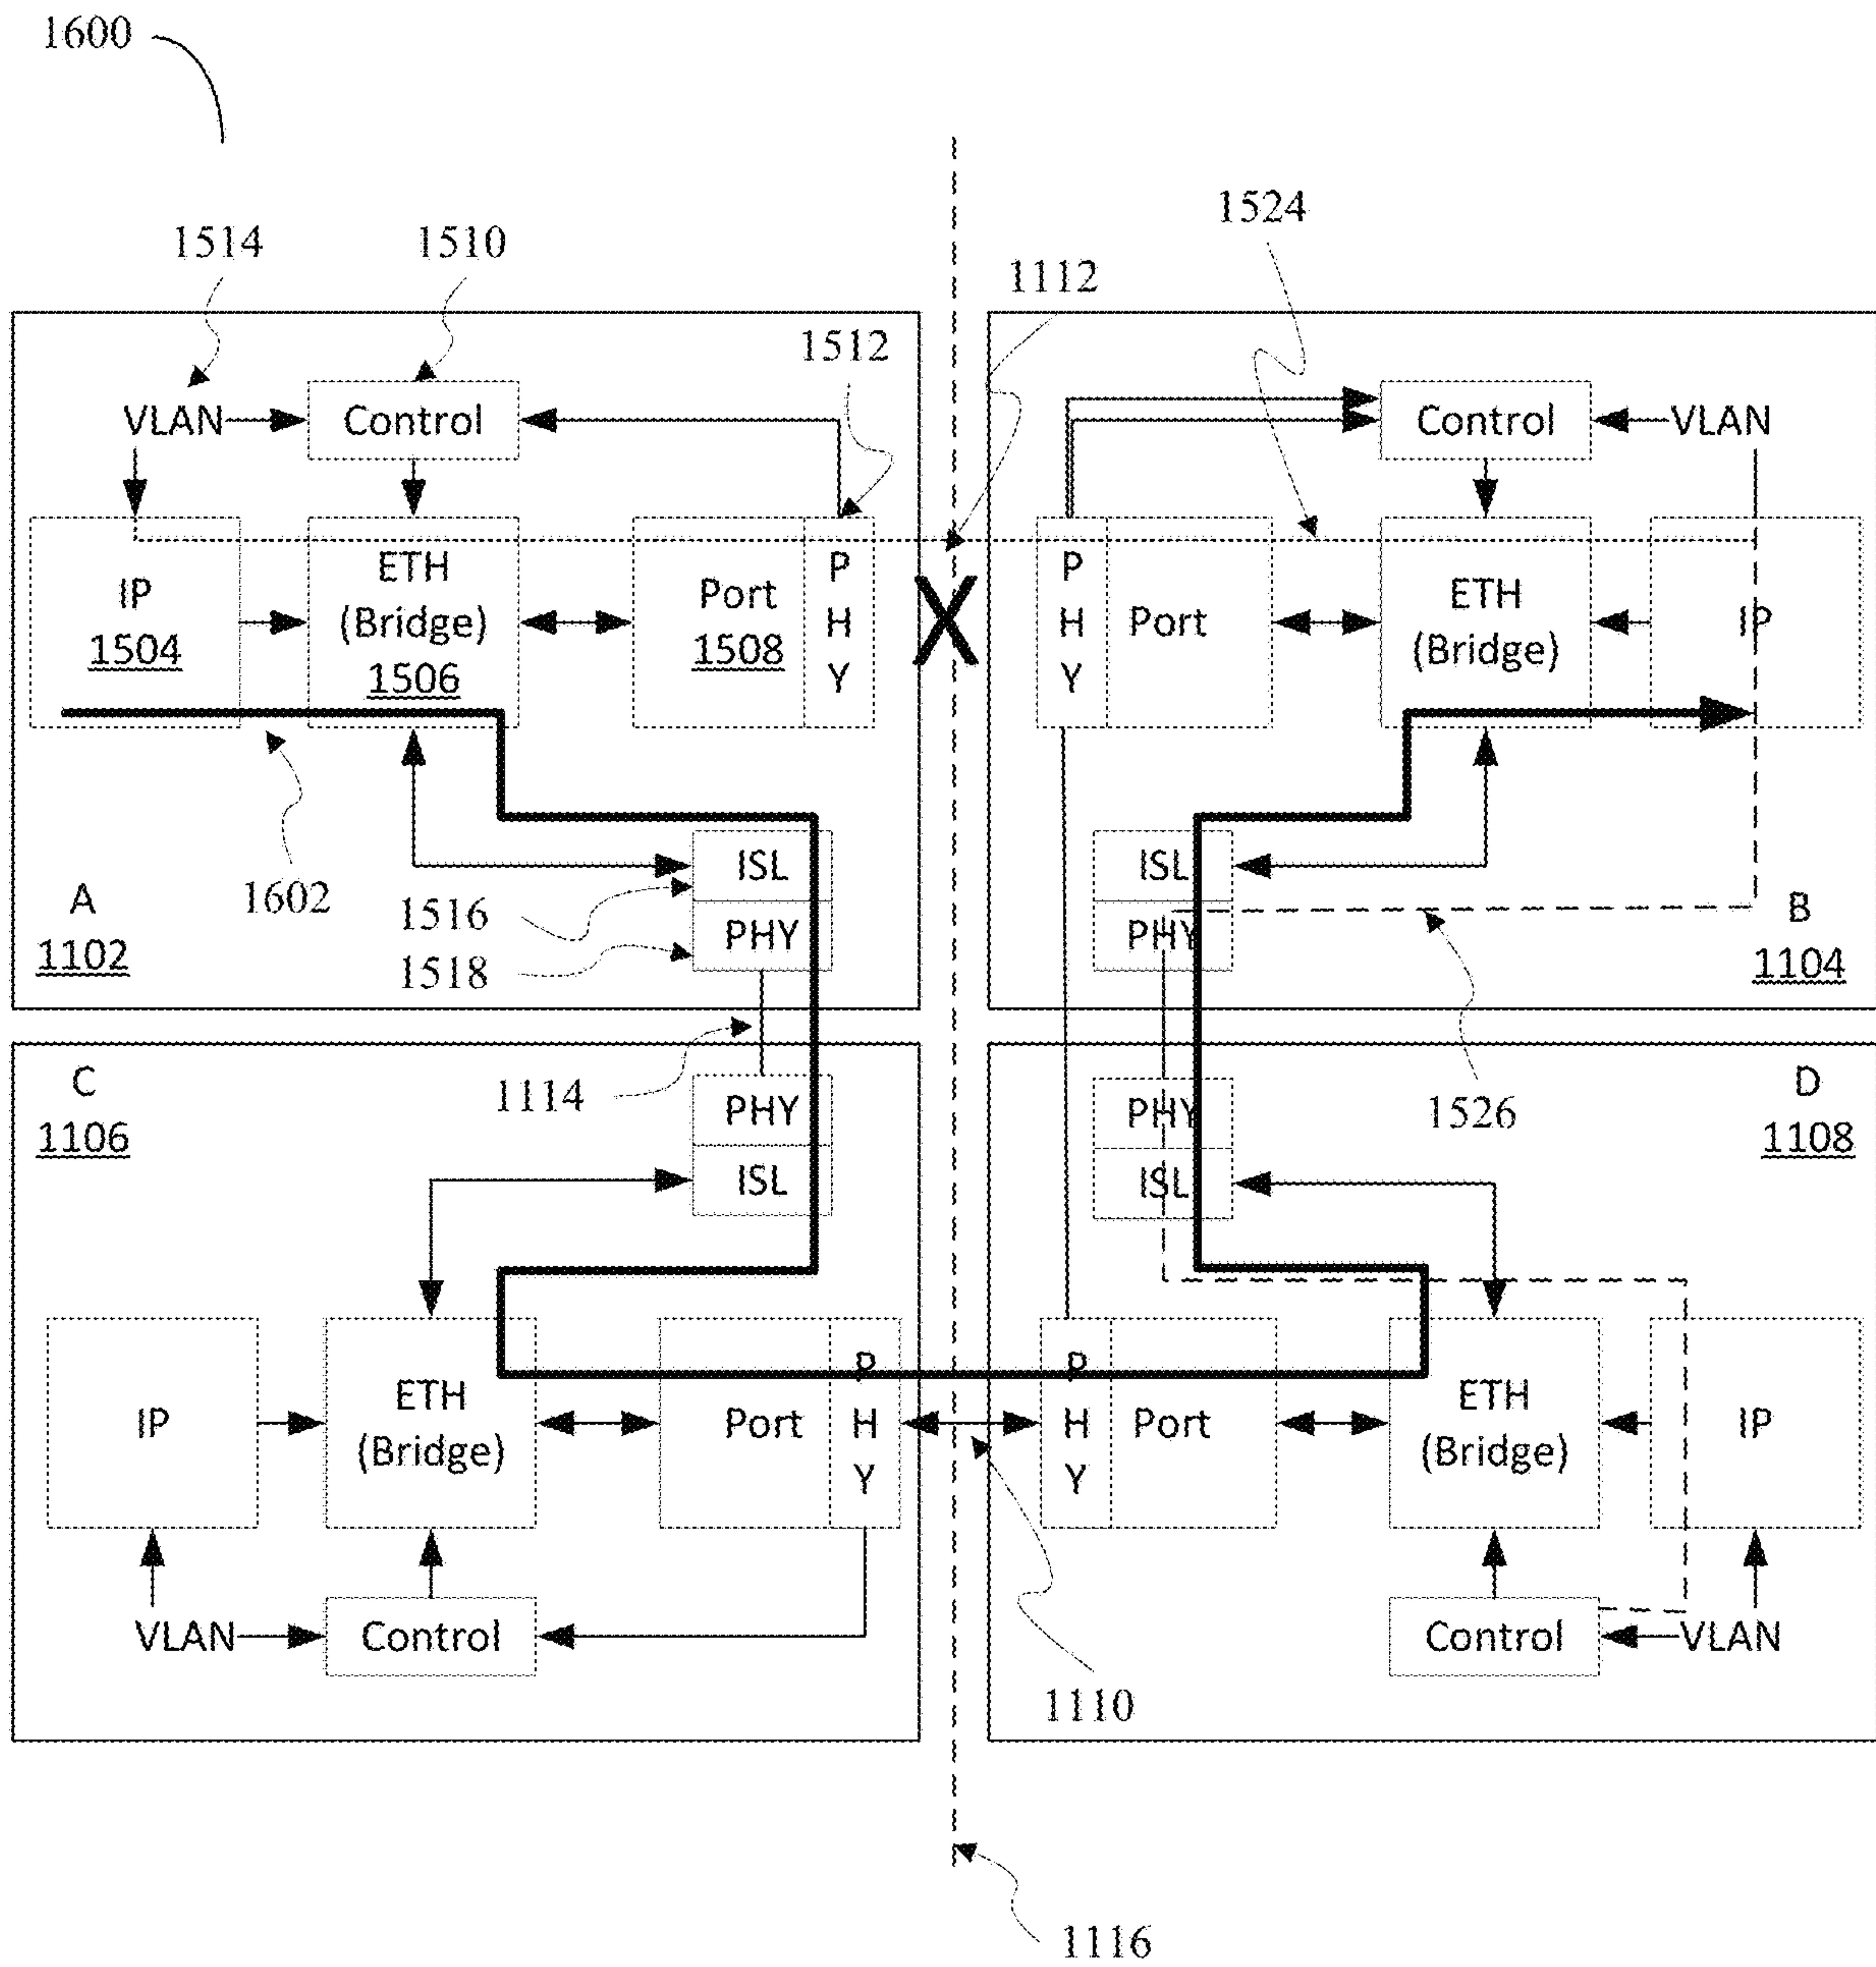 1600
1524
1514
1510
1112
1512
VLAN
Control
Control
VLAN
IP
1504
ETH
(Bridge)
1506
Port
1508
P
H
Y
X
P
H
Y
Port
ETH
(Bridge)
IP
A
1102
1602
1516
1518
ISL
PHY
ISL
PHY
B
1104
C
1106
1114
PHY
ISL
PHY
ISL
1526
D
1108
IP
ETH
(Bridge)
Port
P
H
Y
P
H
Y
Port
ETH
(Bridge)
IP
VLAN
Control
Control
VLAN
1110
1116